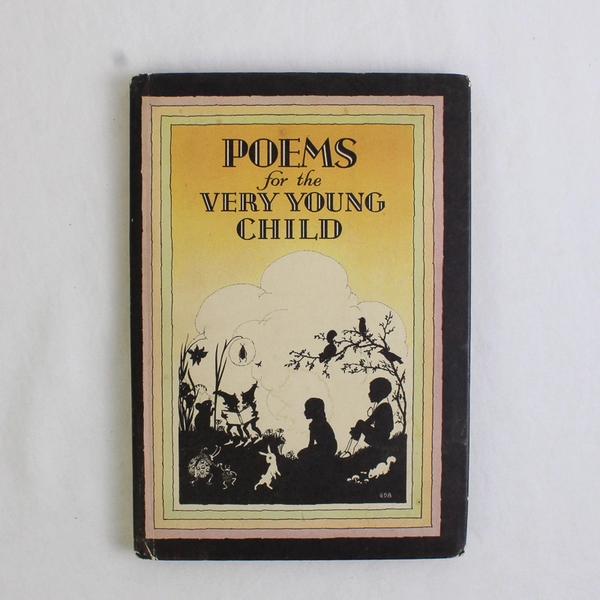 POEMS
for the
VERY YOUNG
CHILD